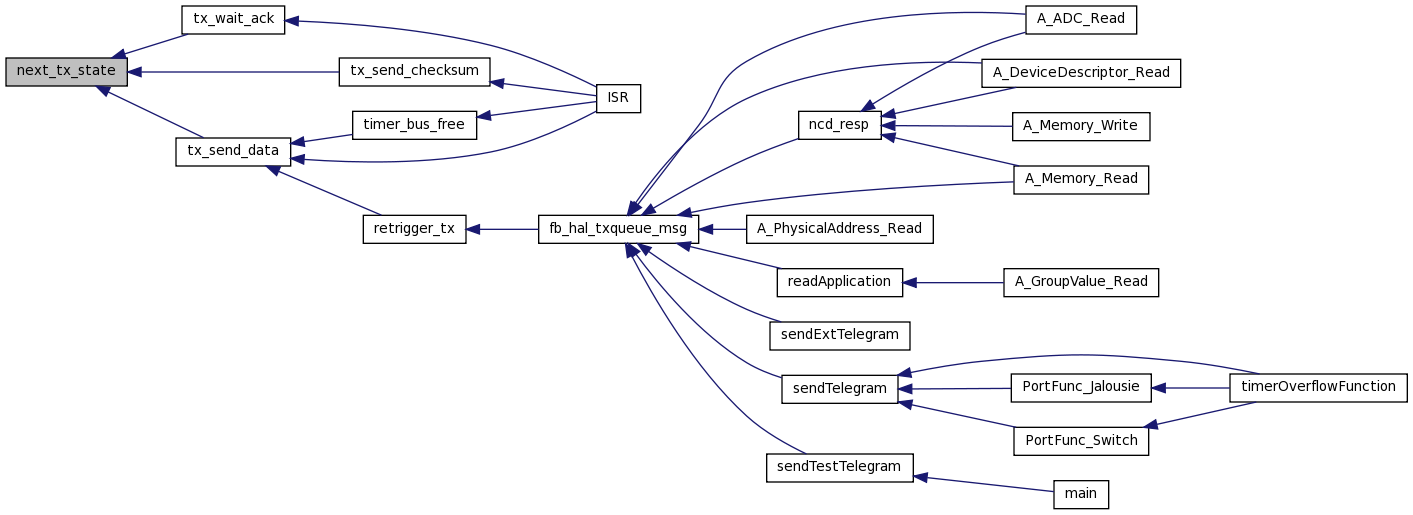 next_tx_state
tx_wait_ack
tx_send_checksum
tx_send_data
timer_bus_free
retrigger_tx
ISR
fb_hal_txqueue_msg
ncd_resp
A_ADC_Read
A_DeviceDescriptor_Read
A_Memory_Write
A_Memory_Read
A_PhysicalAddress_Read
readApplication
A_GroupValue_Read
sendExtTelegram
sendTelegram
PortFunc_Jalousie
PortFunc_Switch
timerOverflowFunction
sendTestTelegram
main